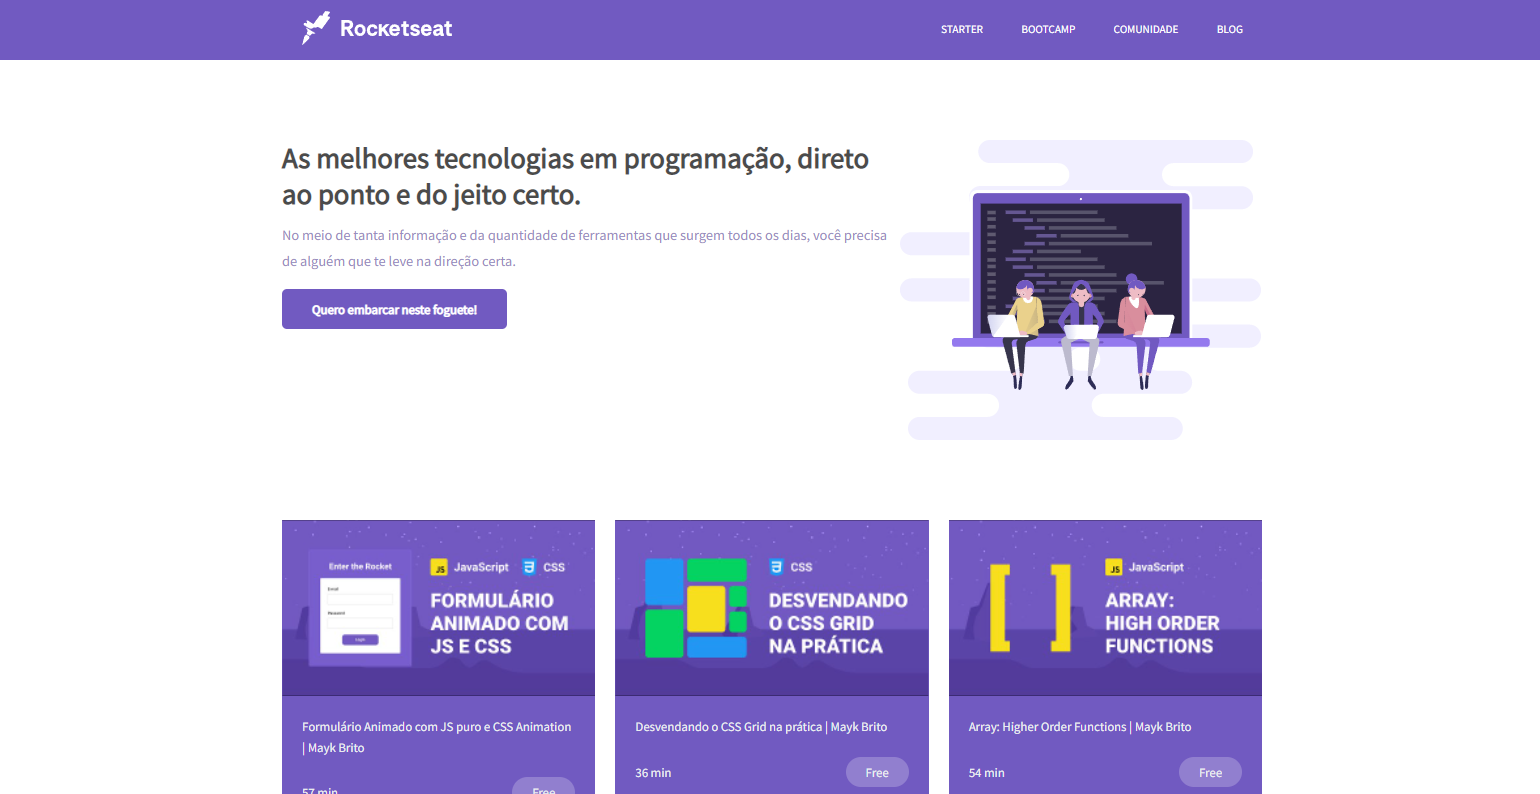 Rocketseat
STARTER
BOOTCAMP
COMUNIDADE
BLOG
As melhores tecnologias em programação, direto
ao ponto e do jeito certo.
No meio de tanta informação e da quantidade de ferramentas que surgem todos os dias, você precisa
de alguém que te leve na direção certa.
Quero embarcar neste foguete!
Enter the Rocket
Email
Password
Login
JS JavaScript
CSS
FORMULÁRIO
ANIMADO COM
JS E CSS
Formulário Animado com JS puro e CSS Animation
| Mayk Brito
57 min
Free
CSS
DESVENDANDO
O CSS GRID
NA PRÁTICA
Desvendando o CSS Grid na prática | Mayk Brito
36 min
Free
[ ]
JS JavaScript
ARRAY:
HIGH ORDER
FUNCTIONS
Array: Higher Order Functions | Mayk Brito
54 min
Free